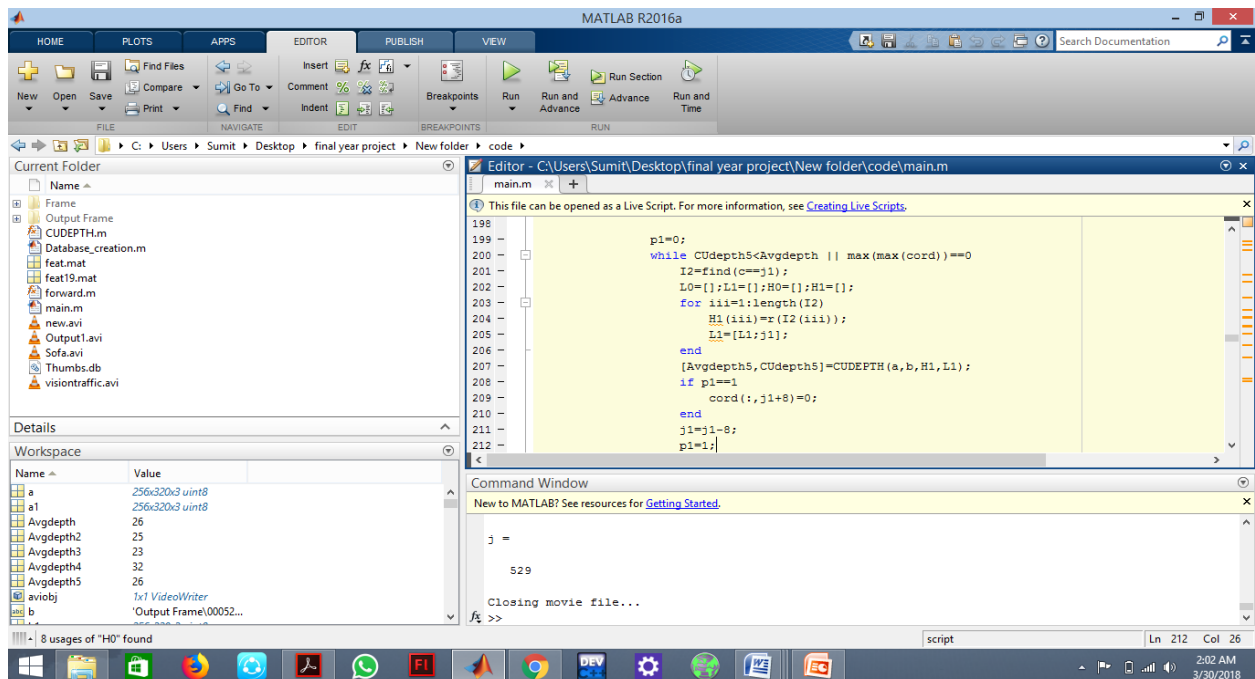 MATLAB R2016a
HOME PLOTS APPS EDITOR PUBLISH VIEW Search Documentation
Find Files Insert fx
Compare Go To Comment Run Section
New Open Save Print Find Indent Breakpoints Run Run and Advance Advance Run and Time
FILE NAVIGATE EDIT BREAKPOINTS RUN
C: Users Sumit Desktop final year project New folder code
Current Folder
Name
Frame
Output Frame
CUDEPTH.m
Database_creation.m
feat.mat
feat19.mat
forward.m
main.m
new.avi
Output1.avi
Sofa.avi
Thumbs.db
visiontraffic.avi
Details
Workspace
Name Value
a 256x320x3 uint8
a1 256x320x3 uint8
Avgdepth 26
Avgdepth2 25
Avgdepth3 23
Avgdepth4 32
Avgdepth5 26
aviobj 1x1 VideoWriter
b 'Output Frame\00052...
Editor - C:\Users\Sumit\Desktop\final year project\New folder\code\main.m
main.m +
This file can be opened as a Live Script. For more information, see Creating Live Scripts.
198
199 – p1=0;
200 – while CUdepth5<Avgdepth || max(max(cord))==0
201 – I2=find(c==j1);
202 – L0=[];L1=[];H0=[];H1=[];
203 – for iii=1:length(I2)
204 – H1(iii)=r(I2(iii));
205 – L1=[L1;j1];
206 – end
207 – [Avgdepth5,CUdepth5]=CUDEPTH(a,b,H1,L1);
208 – if p1==1
209 – cord(:,j1+8)=0;
210 – end
211 – j1=j1-8;
212 – p1=1;
Command Window
New to MATLAB? See resources for Getting Started.
j =
529
Closing movie file...
fx >>
8 usages of "H0" found script Ln 212 Col 26
2:02 AM
3/30/2018